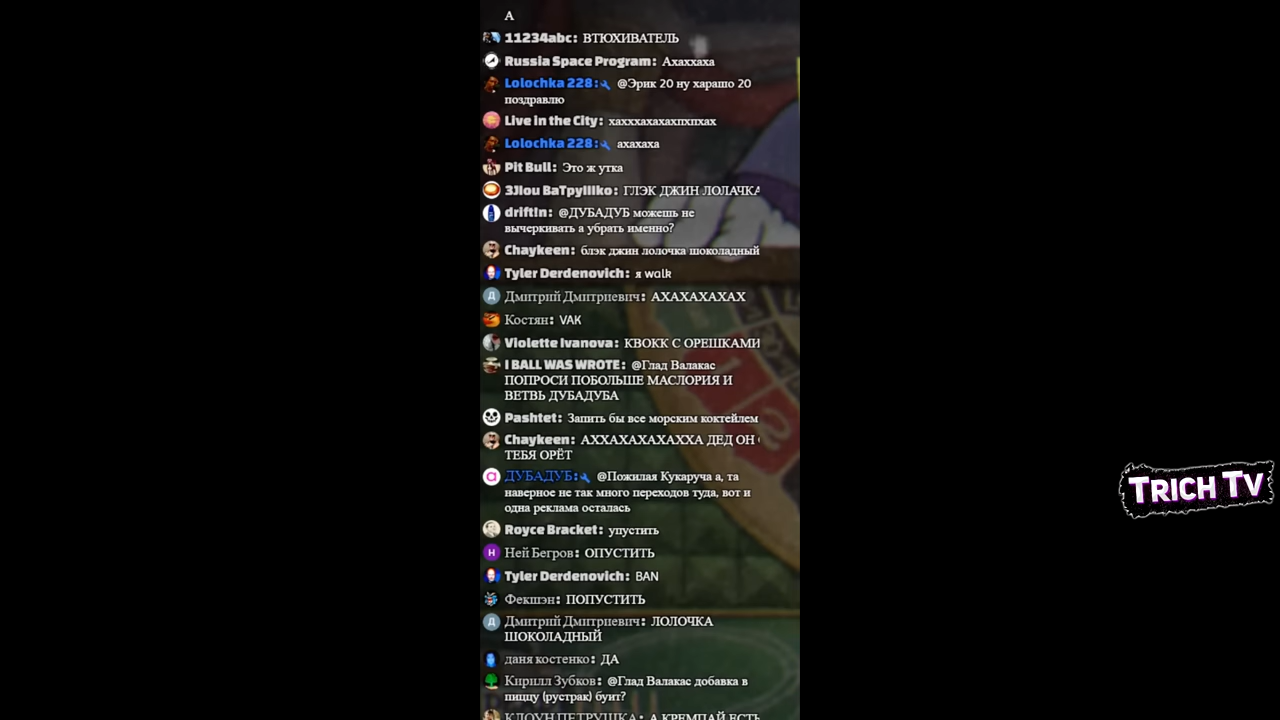 А
11234abc: ВТЮХИВАТЕЛЬ
Russia Space Program: Ахаххаха
Lolochka 228: @Эрик 20 ну харашо 20
поздравлю
Live in the City: хахххахахахпхпхах
Lolochka 228: ахахаха
Pit Bull: Это ж утка
3JIou BaTpyIIIko: ГЛЭК ДЖИН ЛОЛАЧКА
driftin: @ДУБАДУБ можешь не
вычеркивать а убрать именно?
Chaykeen: блэк джин лолочка шоколадный
Tyler Derdenovich: я walk
Д
Дмитрий Дмитриевич: АХАХАХАХАХ
Костян: VAK
Violette Ivanova: КВОКК С ОРЕШКАМИ
I BALL WAS WROTE: @Глад Валакас
ПОПРОСИ ПОБОЛЬШЕ МАСЛОРИЯ И
ВЕТВЬ ДУБАДУБА
Pashtet: Запить бы все морским коктейлем
Chaykeen: АХХАХАХАХАХХА ДЕД ОН
ТЕБЯ ОРЁТ
ДУБАДУБ: @Пожилая Кукаруча а, та
наверное не так много переходов туда, вот и
одна реклама осталась
Royce Bracket: упустить
Н
Ней Бегров: ОПУСТИТЬ
Tyler Derdenovich: BAN
Фекшэн: ПОПУСТИТЬ
Д
Дмитрий Дмитриевич: ЛОЛОЧКА
ШОКОЛАДНЫЙ
даня костенко: ДА
Кирилл Зубков: @Глад Валакас добавка в
пиццу (рустрак) буит?
КЛОУН ПЕТРУШКА: А КРЕМПАЙ ЕСТЬ
TRICH TV